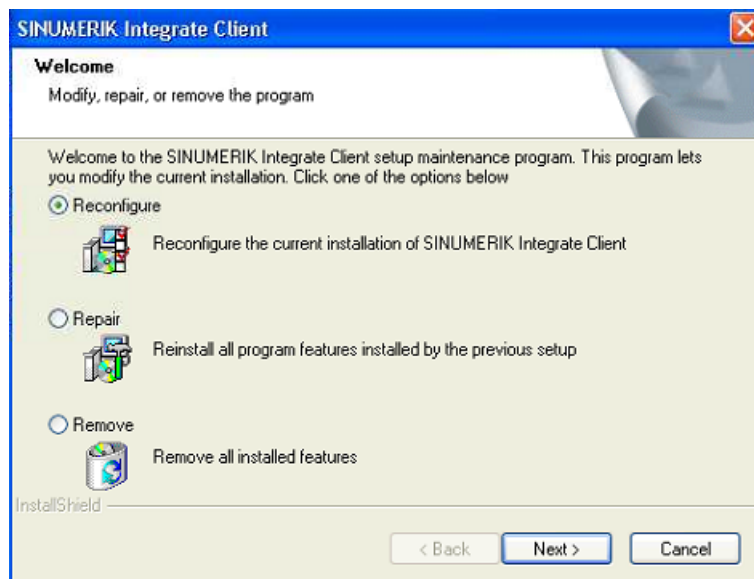 SINUMERIK Integrate Client
Welcome
Modify, repair, or remove the program
Welcome to the SINUMERIK Integrate Client setup maintenance program. This program lets
you modify the current installation. Click one of the options below
Reconfigure
Reconfigure the current installation of SINUMERIK Integrate Client
Repair
Reinstall all program features installed by the previous setup
Remove
Remove all installed features
InstallShield
< Back
Next >
Cancel